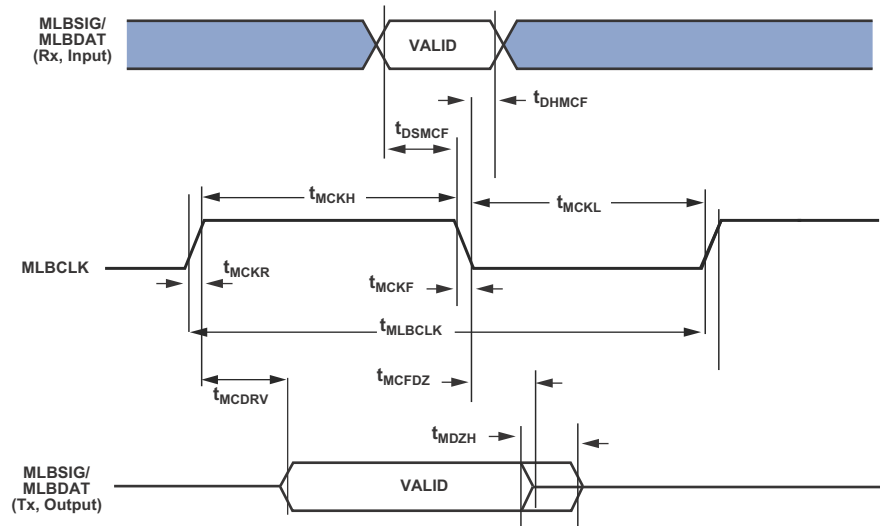 MLBSIG/
MLBDAT
(Rx, Input)
VALID
tDHMCF
tDSMCF
tMCKH
tMCKL
MLBCLK
tMCKR
tMCKF
tMLBCLK
tMCFDZ
tMCDRV
tMDZH
MLBSIG/
MLBDAT
(Tx, Output)
VALID